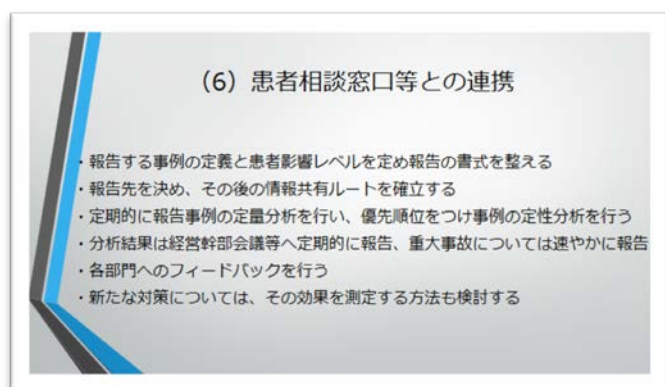 （6）患者相談窓口等との連携
・報告する事例の定義と患者影響レベルを定め報告の書式を整える
・報告先を決め、その後の情報共有ルートを確立する
・定期的に報告事例の定量分析を行い、優先順位をつけ事例の定性分析を行う
・分析結果は経営幹部会議等へ定期的に報告、重大事故については速やかに報告
・各部門へのフィードバックを行う
・新たな対策については、その効果を測定する方法も検討する